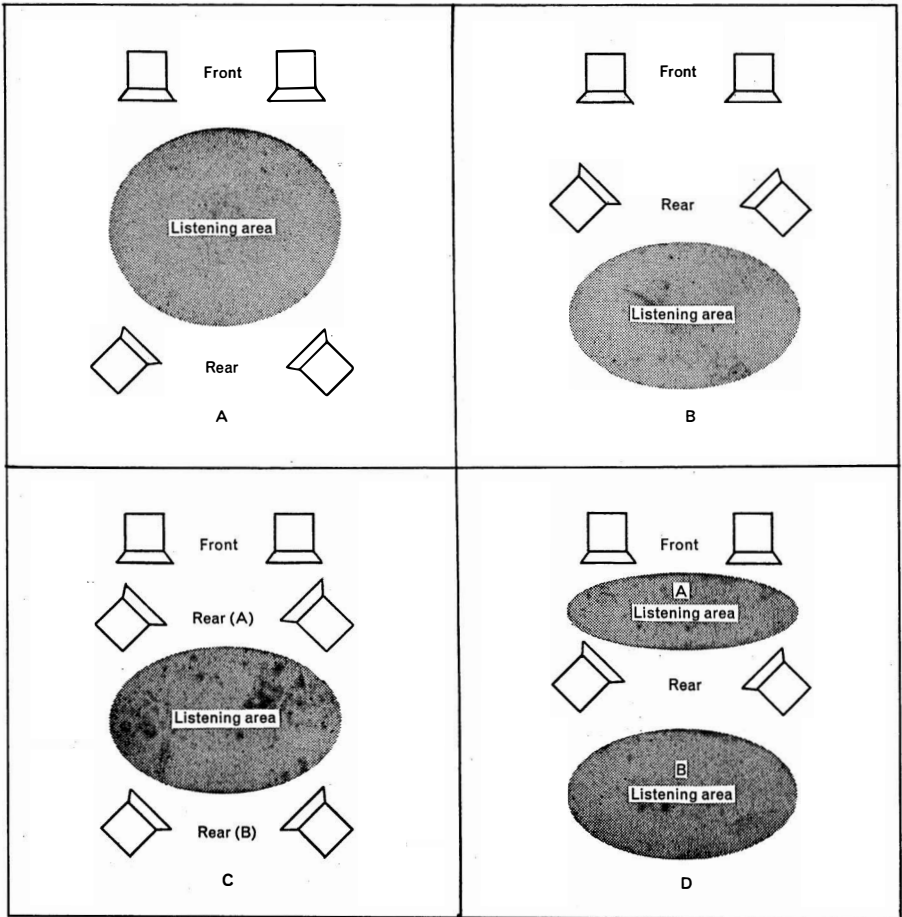 Front
Listening area
Rear
A
Front
Rear
Listening area
B
Front
Rear (A)
Listening area
Rear (B)
C
Front
A
Listening area
Rear
B
Listening area
D